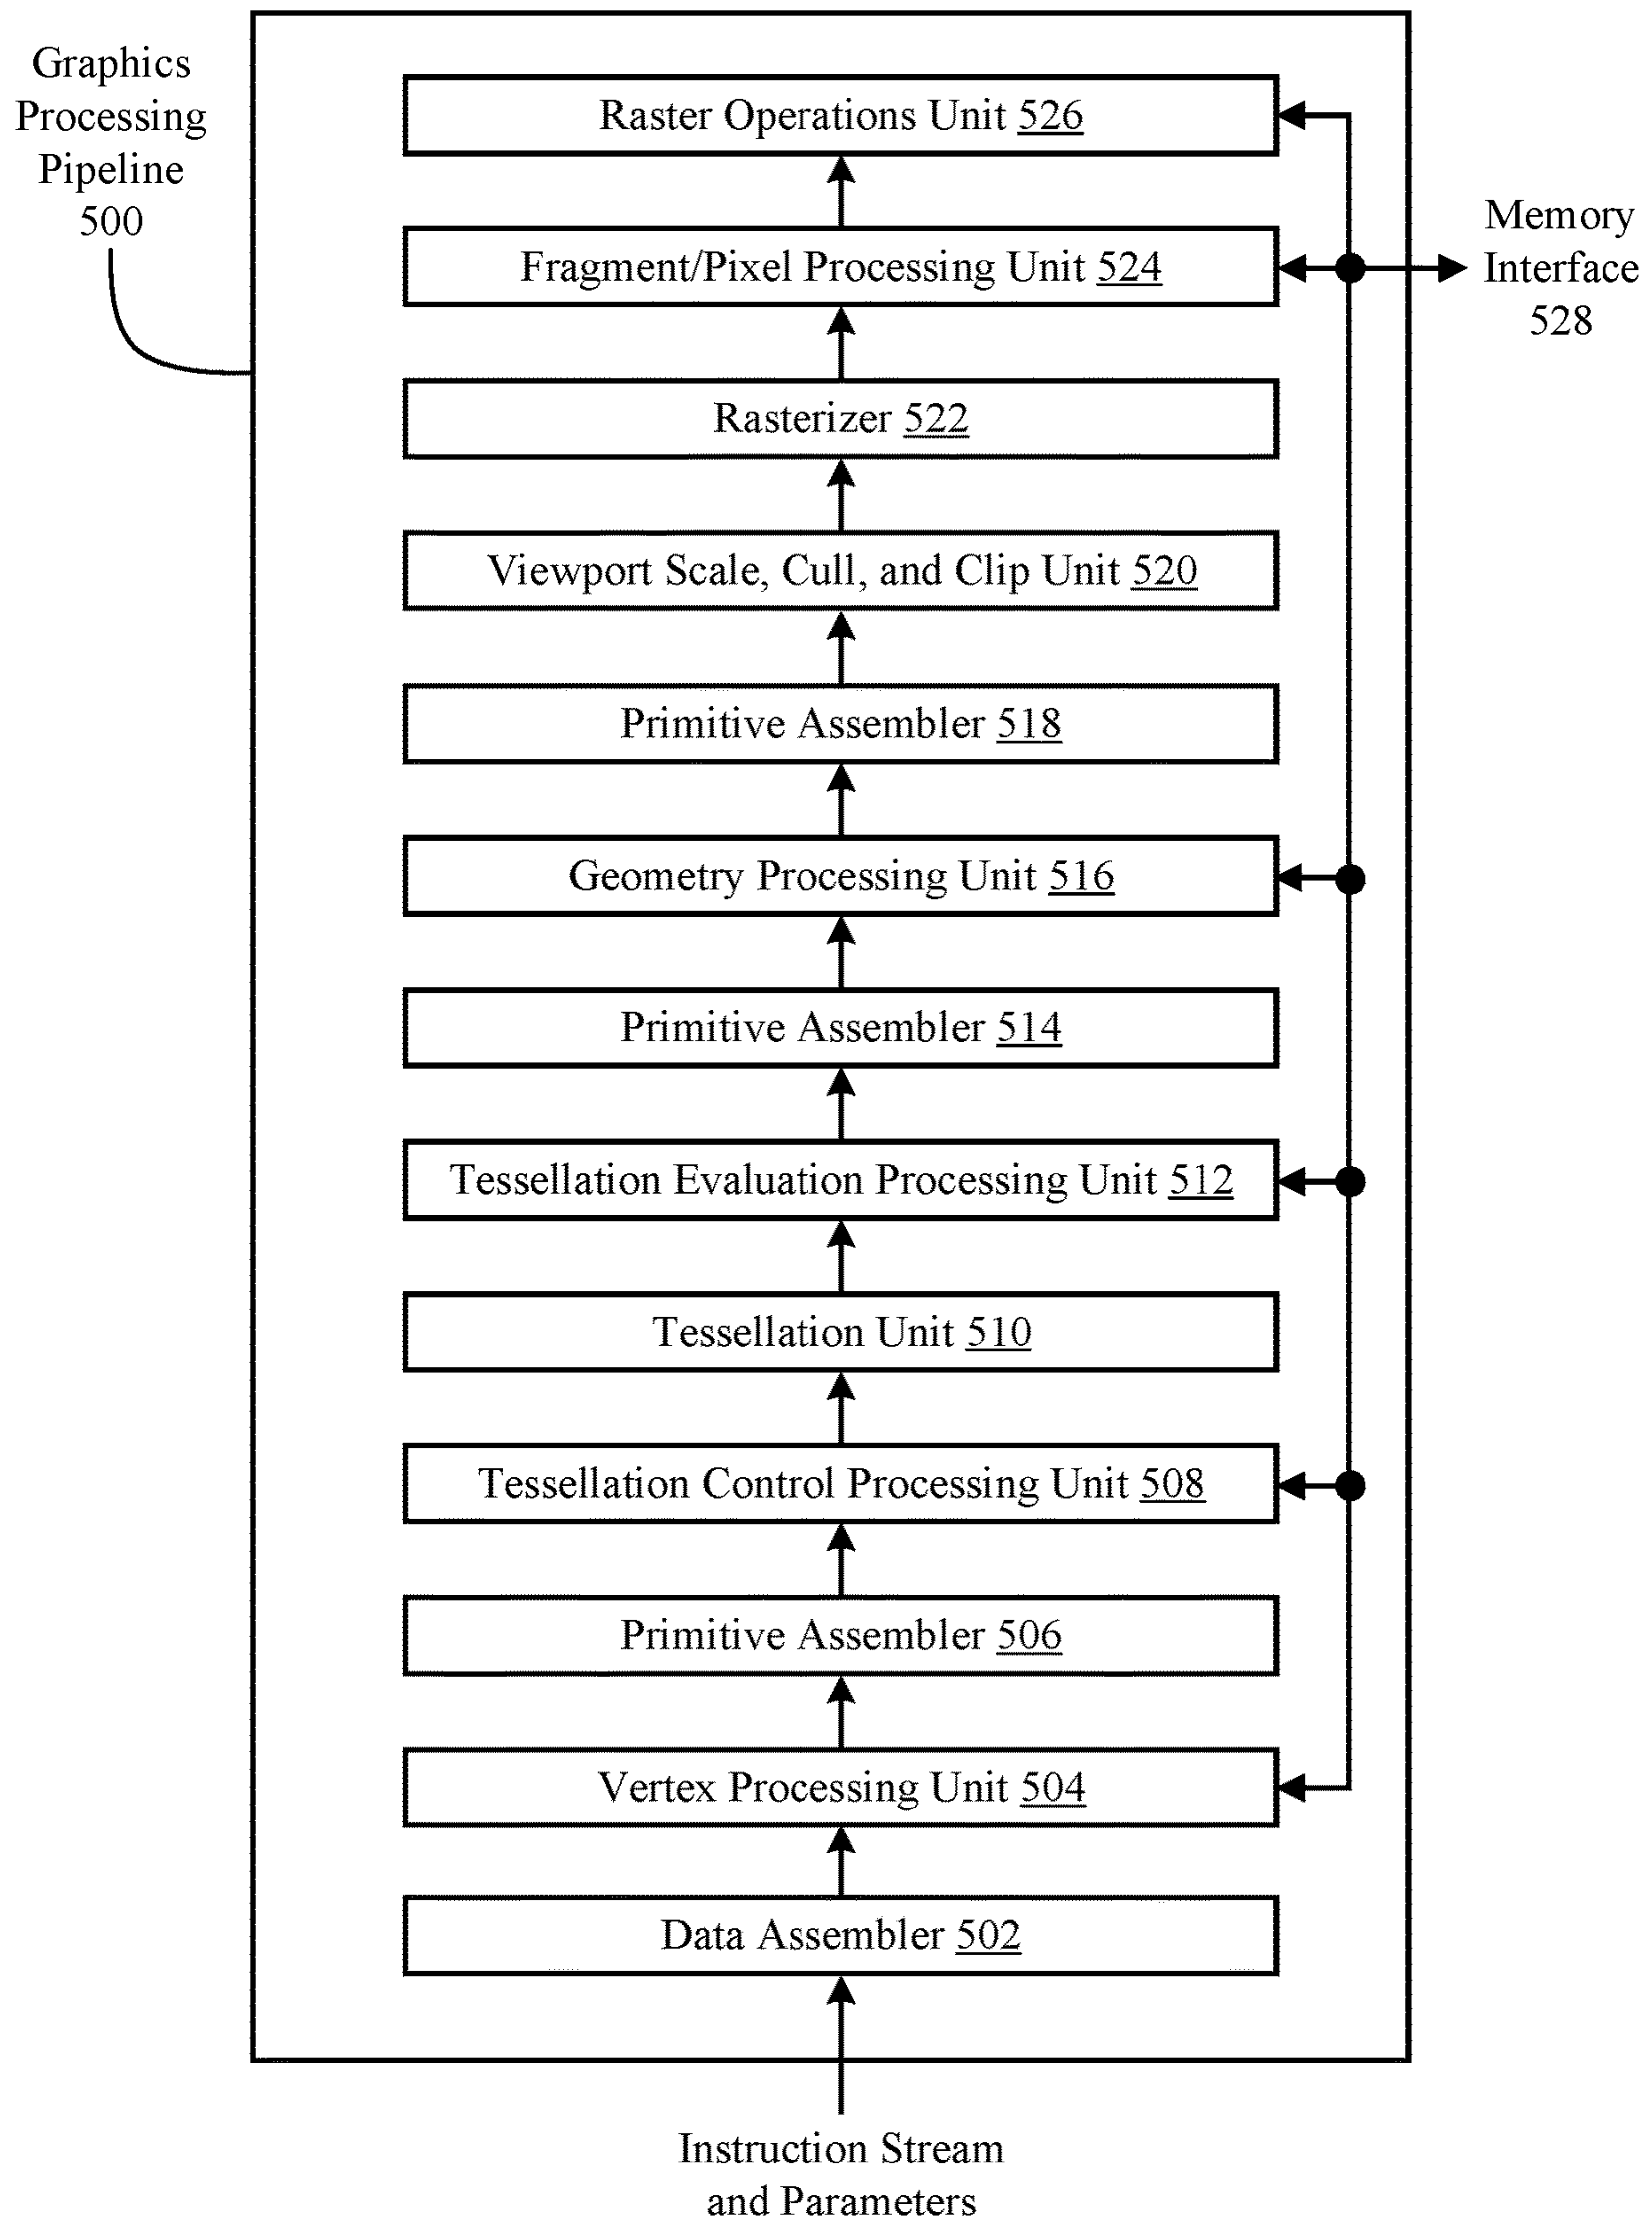 Graphics
Processing
Pipeline
500
Raster Operations Unit 526
Fragment/Pixel Processing Unit 524
Memory
Interface
528
Rasterizer 522
Viewport Scale, Cull, and Clip Unit 520
Primitive Assembler 518
Geometry Processing Unit 516
Primitive Assembler 514
Tessellation Evaluation Processing Unit 512
Tessellation Unit 510
Tessellation Control Processing Unit 508
Primitive Assembler 506
Vertex Processing Unit 504
Data Assembler 502
Instruction Stream
and Parameters